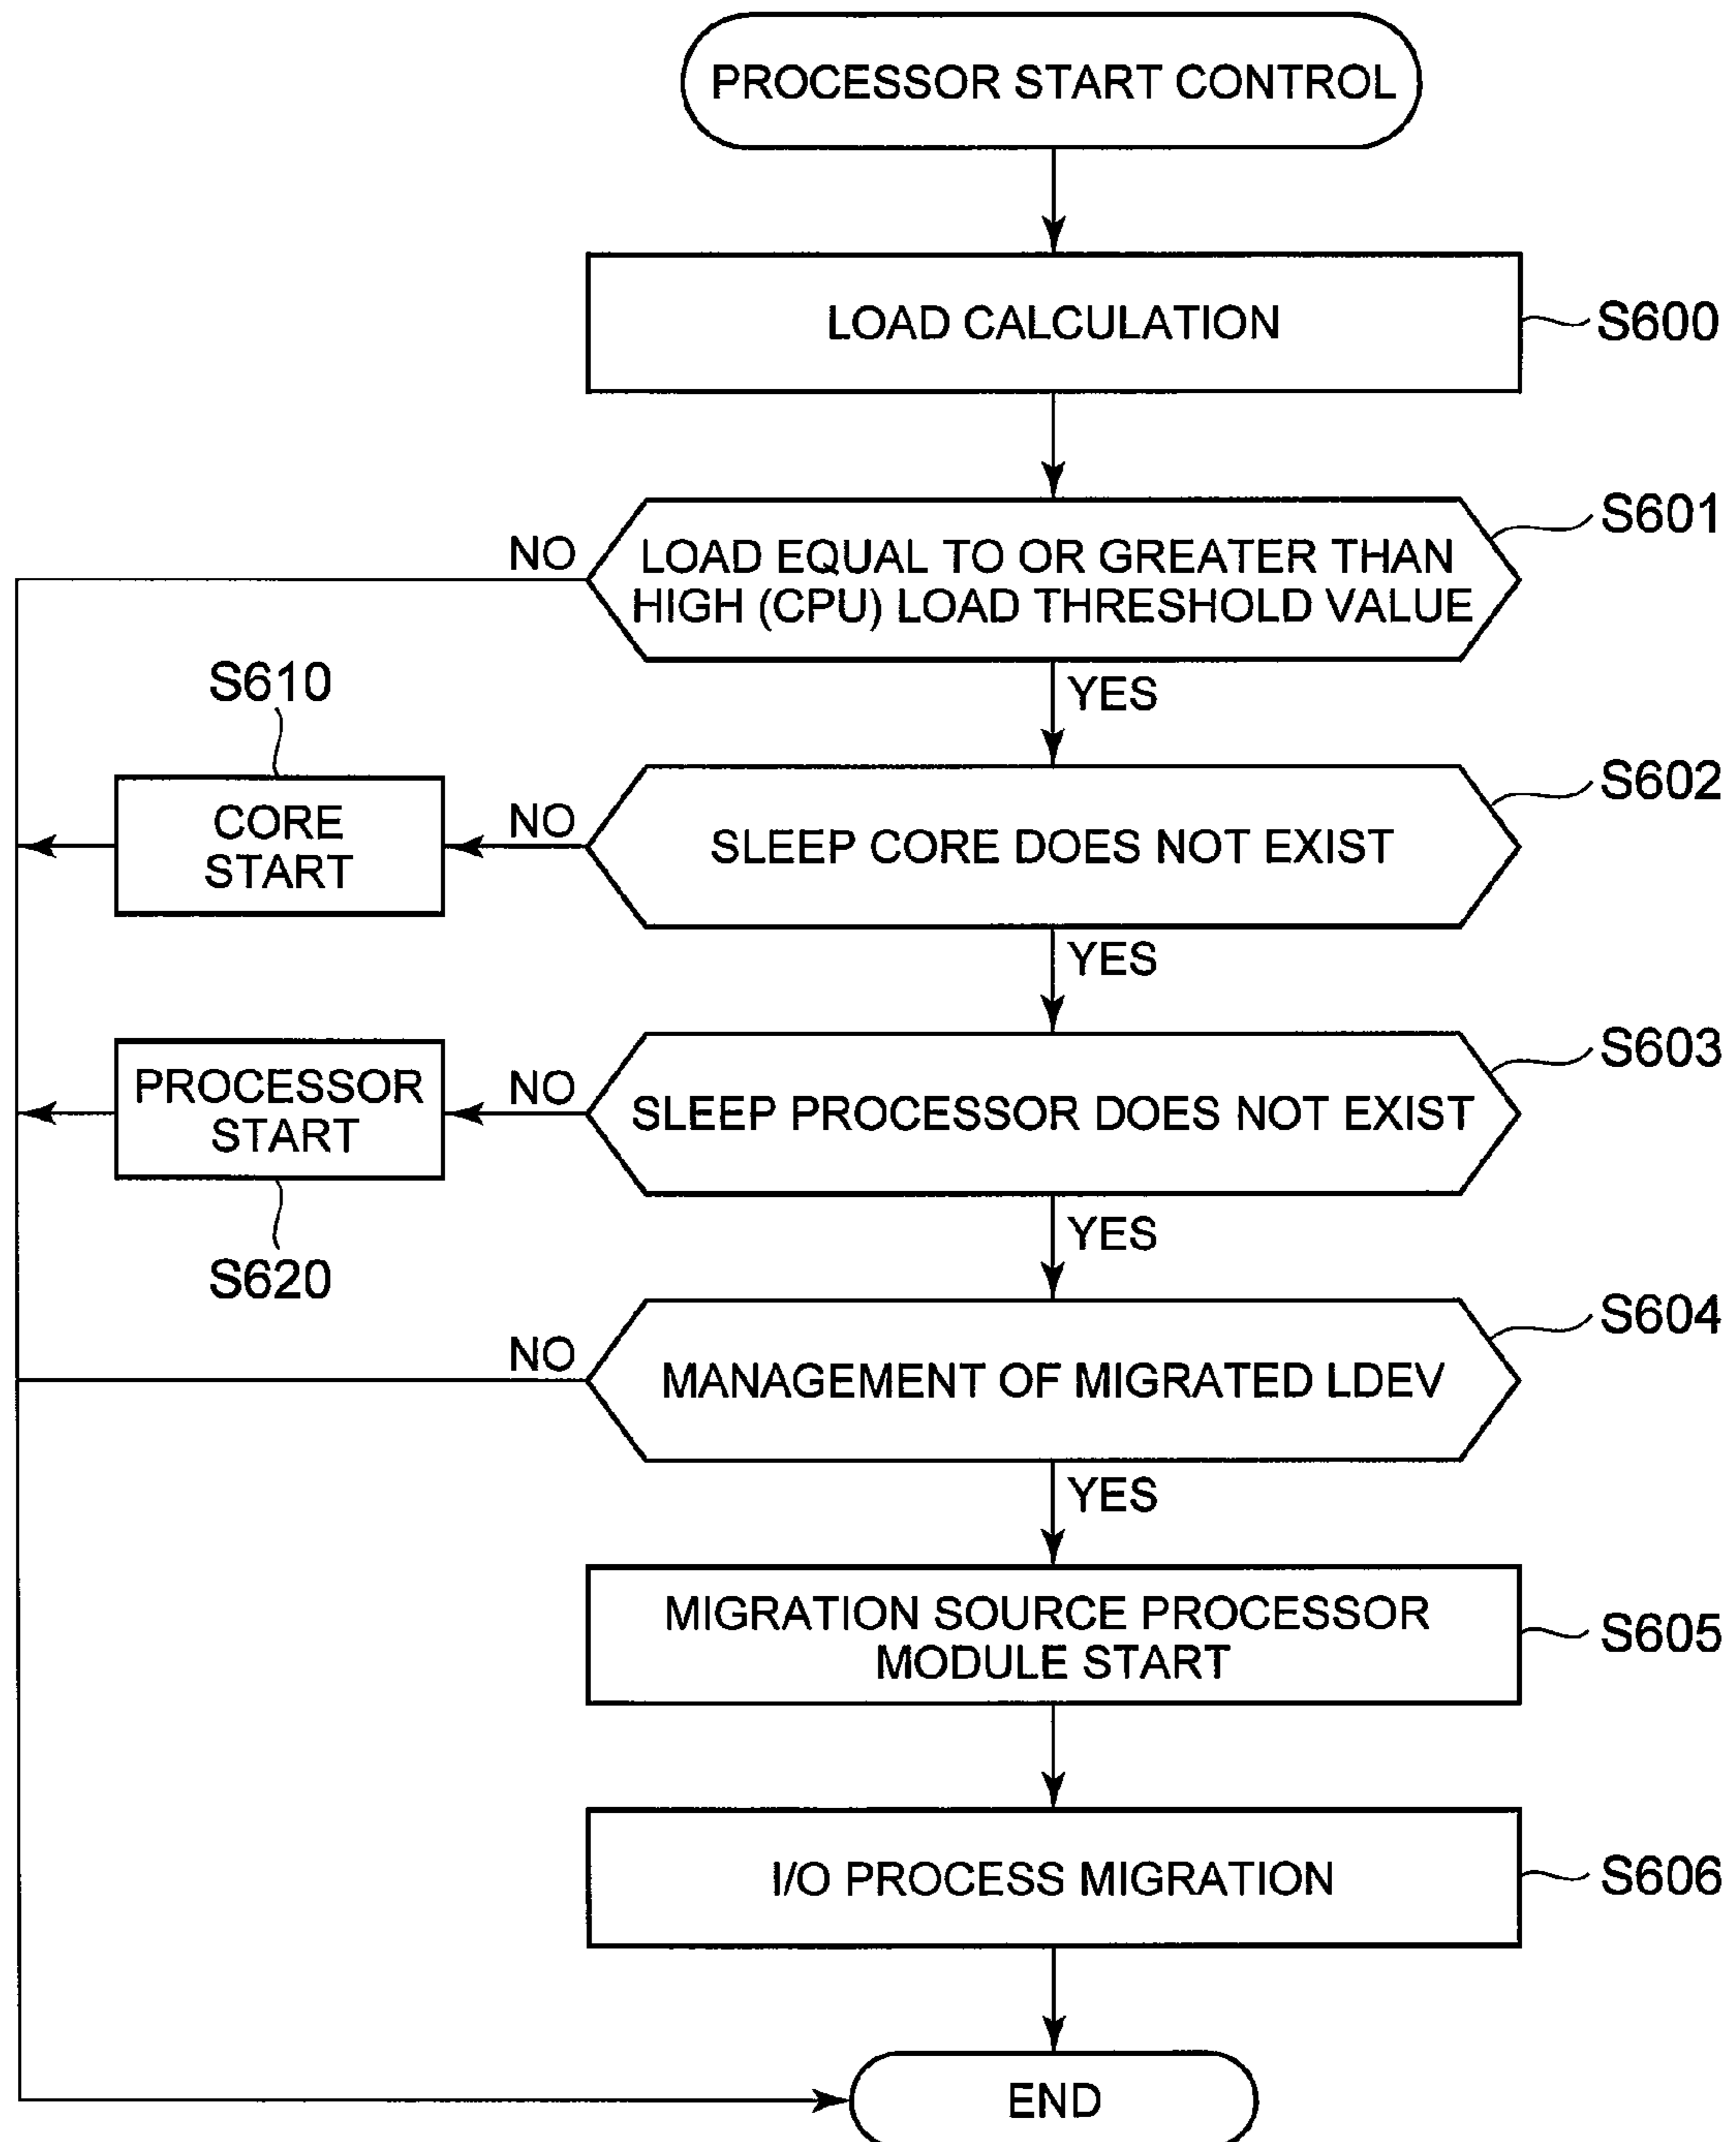 PROCESSOR START CONTROL
LOAD CALCULATION
S600
S601
NO
LOAD EQUAL TO OR GREATER THAN
HIGH (CPU) LOAD THRESHOLD VALUE
YES
S610
S602
CORE
START
NO
SLEEP CORE DOES NOT EXIST
YES
S603
PROCESSOR
START
NO
SLEEP PROCESSOR DOES NOT EXIST
YES
S620
S604
NO
MANAGEMENT OF MIGRATED LDEV
YES
MIGRATION SOURCE PROCESSOR
MODULE START
S605
I/O PROCESS MIGRATION
S606
END